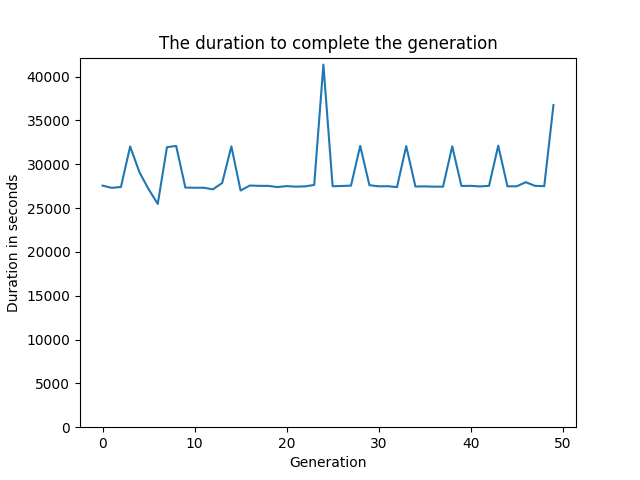 The duration to complete the generation
40000
35000
30000
25000
20000
15000
10000
5000
0
Duration in seconds
0 10 20 30 40 50
Generation